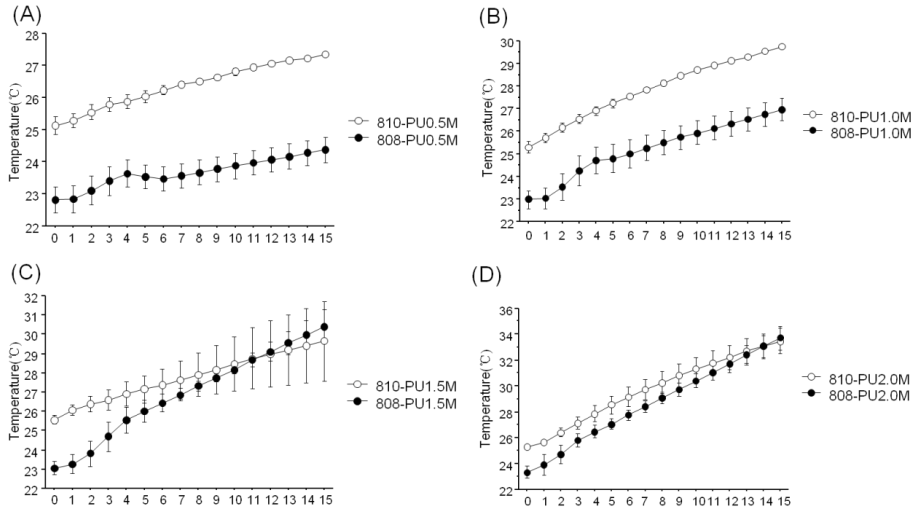 (A)
28
27
26
25
24
23
22
Temperature(℃)
0 1 2 3 4 5 6 7 8 9 10 11 12 13 14 15
810-PU0.5M
808-PU0.5M
(B)
30
29
28
27
26
25
24
23
22
Temperature(℃)
0 1 2 3 4 5 6 7 8 9 10 11 12 13 14 15
810-PU1.0M
808-PU1.0M
(C)
32
31
30
29
28
27
26
25
24
23
22
Temperature(℃)
0 1 2 3 4 5 6 7 8 9 10 11 12 13 14 15
810-PU1.5M
808-PU1.5M
(D)
36
34
32
30
28
26
24
22
Temperature(℃)
0 1 2 3 4 5 6 7 8 9 10 11 12 13 14 15
810-PU2.0M
808-PU2.0M